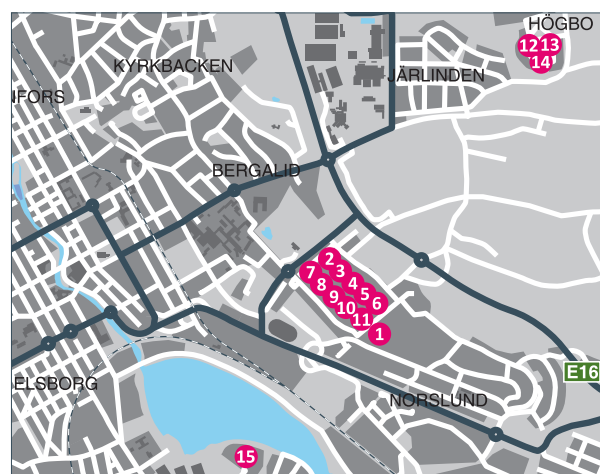 HÖGBO
12 13
14
KYRKBACKEN
JÄRLINDEN
NFORS
BERGALID
2
7 3
8 4
9 5
10 6
11
1
E16
ELSBORG
NORSLUND
15